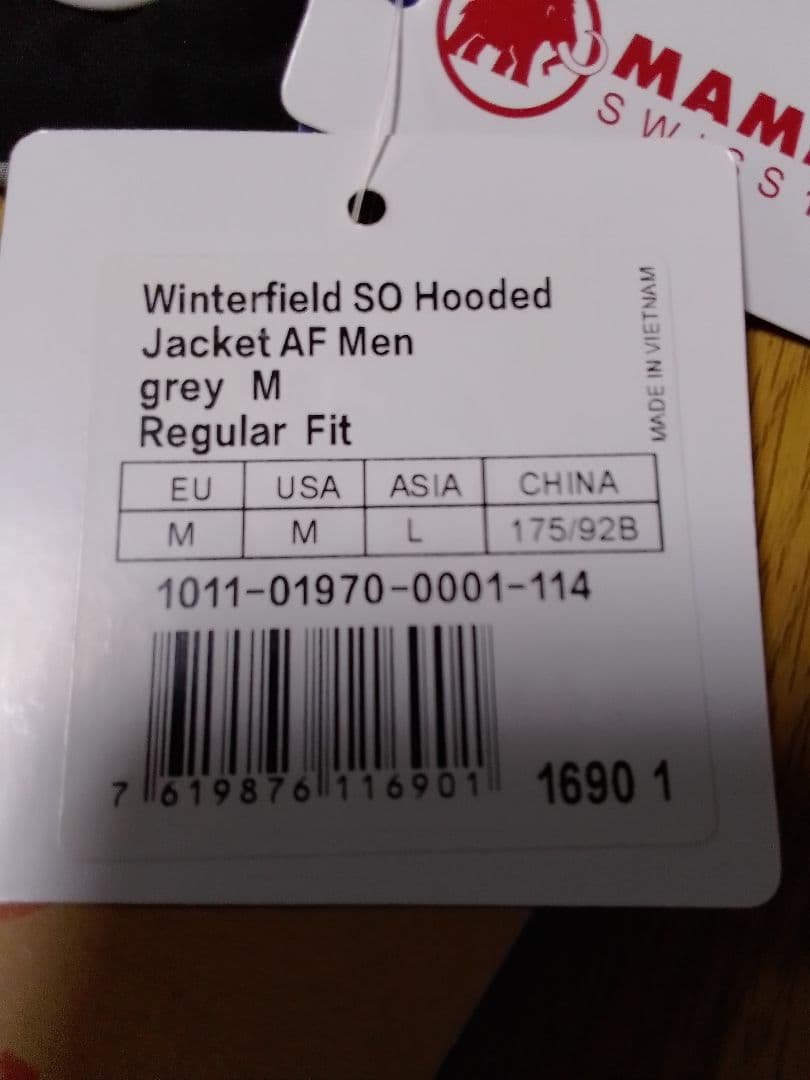 MAM
SWISS
Winterfield SO Hooded
Jacket AF Men
grey M
Regular Fit
MADE IN VIETNAM
EU USA ASIA CHINA
M M L 175/92B
1011-01970-0001-114
7 619876 116901
1690 1